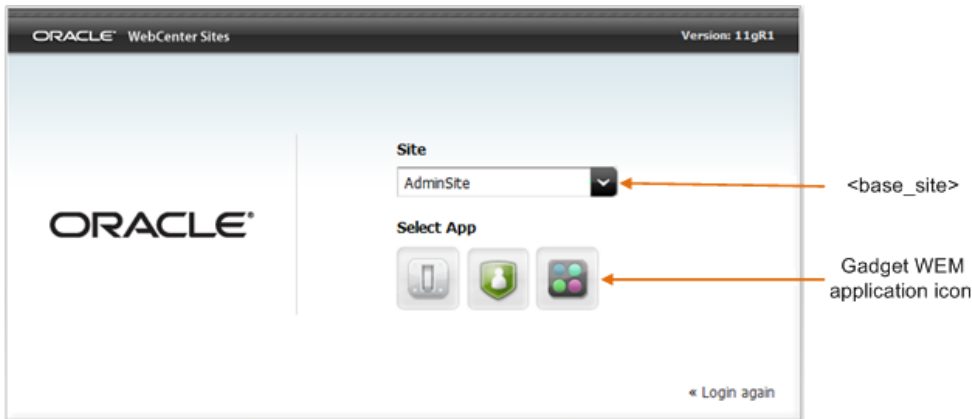 ORACLE WebCenter Sites
Version: 11gR1
Site
AdminSite
<base_site>
ORACLE
Select App
Gadget WEM
application icon
« Login again